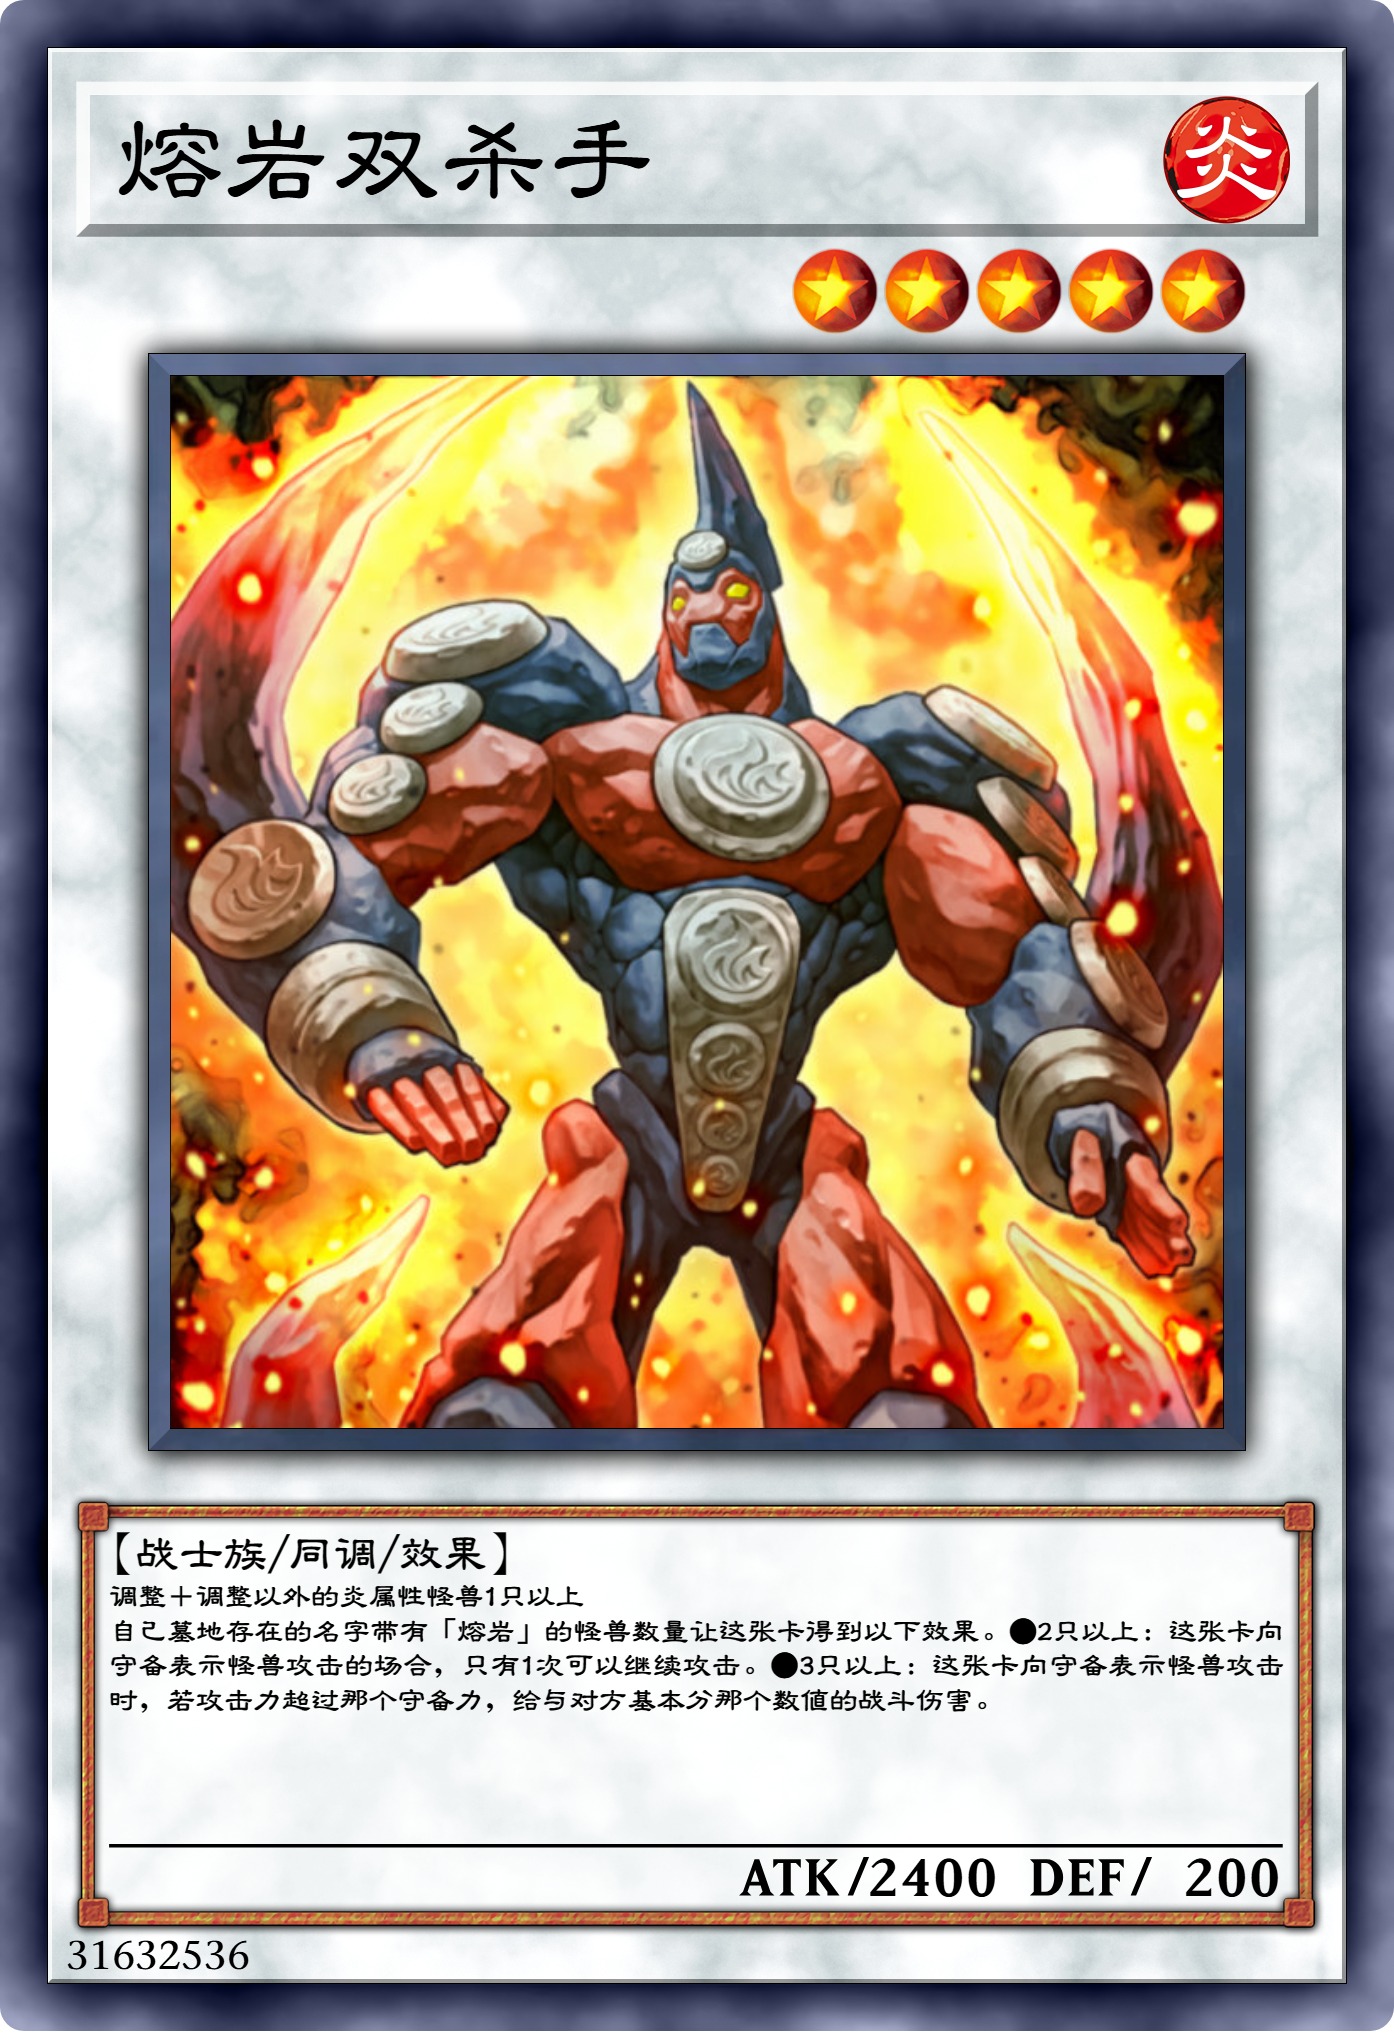 熔岩双杀手
炎
【战士族/同调/效果】
调整＋调整以外的炎属性怪兽1只以上
自己墓地存在的名字带有「熔岩」的怪兽数量让这张卡得到以下效果。●2只以上：这张卡向
守备表示怪兽攻击的场合，只有1次可以继续攻击。●3只以上：这张卡向守备表示怪兽攻击
时，若攻击力超过那个守备力，给与对方基本分那个数值的战斗伤害。
ATK/2400 DEF/ 200
31632536